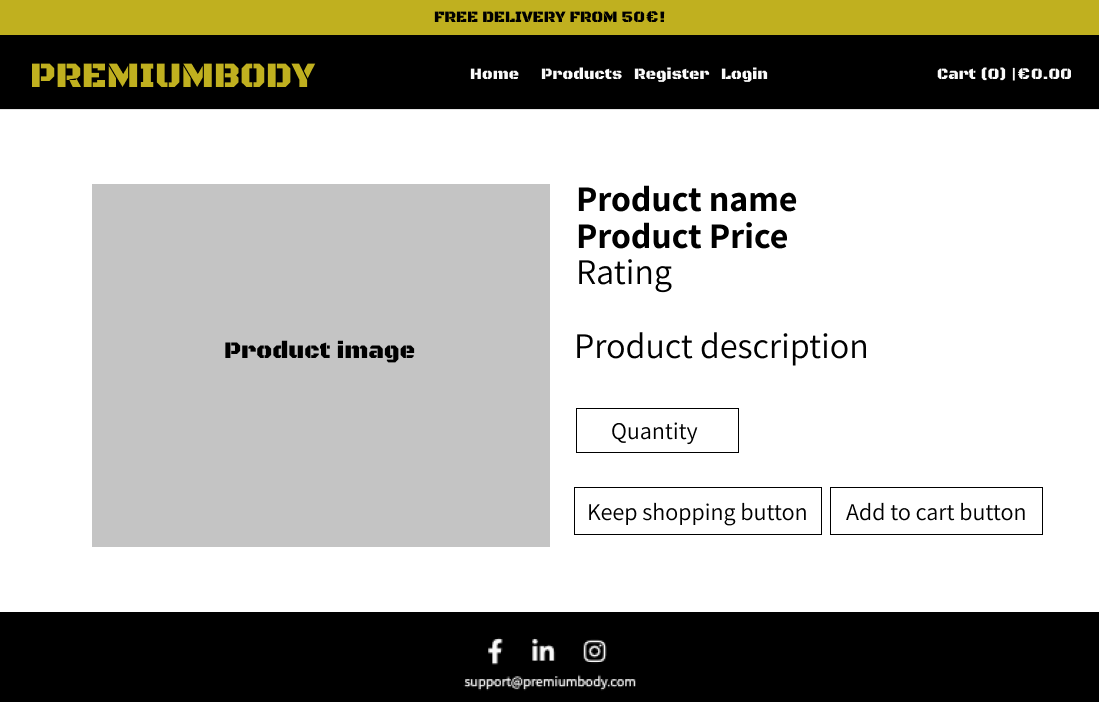 FREE DELIVERY FROM 50€!
PREMIUMBODY
Home Products Register Login
Cart (0) |€0.00
Product image
Product name
Product Price
Rating
Product description
Quantity
Keep shopping button
Add to cart button
support@premiumbody.com